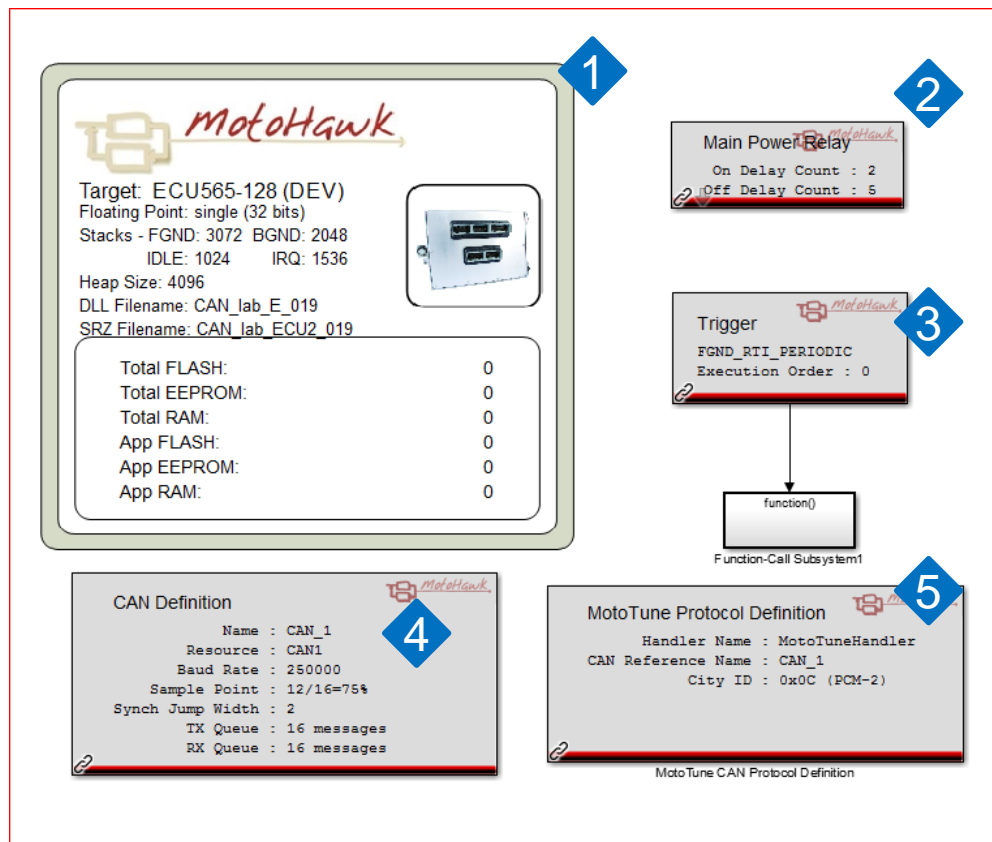 1
MotoHawk
Target: ECU565-128 (DEV)
Floating Point: single (32 bits)
Stacks - FGND: 3072 BGND: 2048
IDLE: 1024 IRQ: 1536
Heap Size: 4096
DLL Filename: CAN_lab_E_019
SRZ Filename: CAN_lab_ECU2_019
Total FLASH: 0
Total EEPROM: 0
Total RAM: 0
App FLASH: 0
App EEPROM: 0
App RAM: 0
2
MotoHawk
Main Power Relay
On Delay Count : 2
Off Delay Count : 5
3
MotoHawk
Trigger
FGND_RTI_PERIODIC
Execution Order : 0
function()
Function-Call Subsystem1
4
MotoHawk
CAN Definition
Name : CAN_1
Resource : CAN1
Baud Rate : 250000
Sample Point : 12/16=75%
Synch Jump Width : 2
TX Queue : 16 messages
RX Queue : 16 messages
5
MotoTune Protocol Definition
Handler Name : MotoTuneHandler
CAN Reference Name : CAN_1
City ID : 0x0C (PCM-2)
MotoTune CAN Protocol Definition